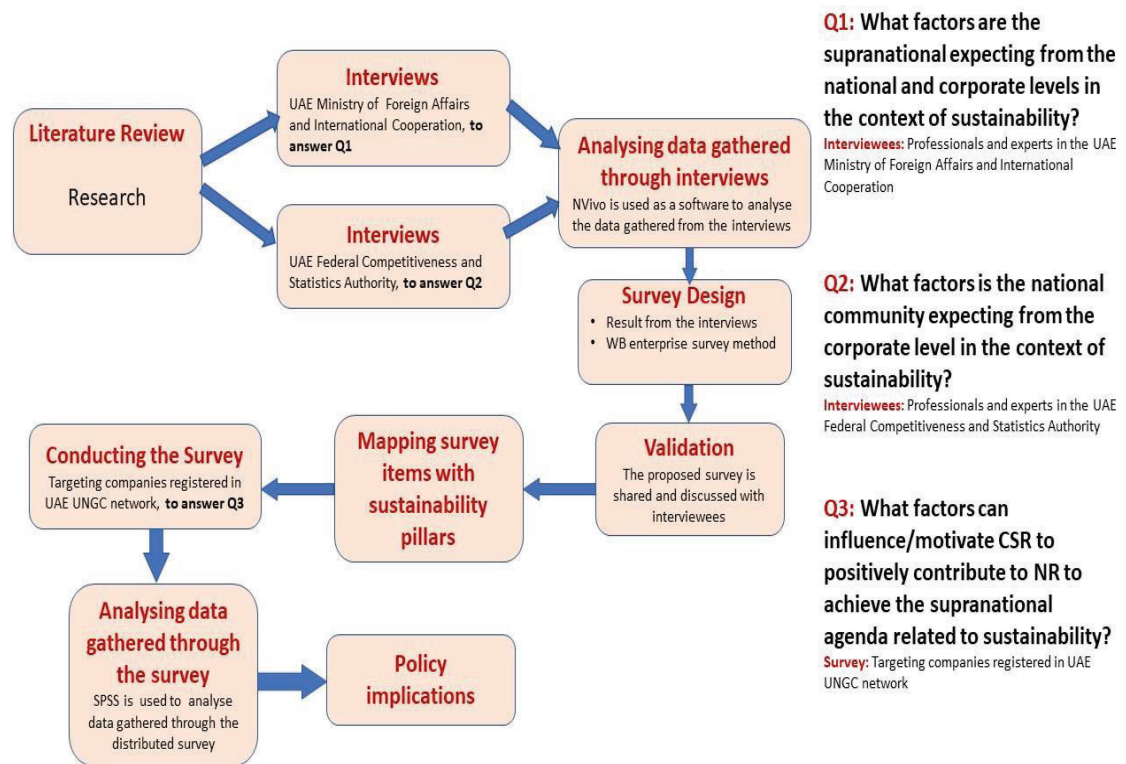 Literature Review
Research
Interviews
UAE Ministry of Foreign Affairs
and International Cooperation, to
answer Q1
Interviews
UAE Federal Competitiveness and
Statistics Authority, to answer Q2
Analysing data gathered
through interviews
NVivo is used as a software to analyse
the data gathered from the interviews
Survey Design
• Result from the interviews
• WB enterprise survey method
Validation
The proposed survey is
shared and discussed with
interviewees
Mapping survey
items with
sustainability
pillars
Conducting the Survey
Targeting companies registered in
UAE UNGC network, to answer Q3
Analysing data
gathered through
the survey
SPSS is used to analyse
data gathered through the
distributed survey
Policy
implications
Q1: What factors are the
supranational expecting from the
national and corporate levels in
the context of sustainability?
Interviewees: Professionals and experts in the UAE
Ministry of Foreign Affairs and International
Cooperation
Q2: What factors is the national
community expecting from the
corporate level in the context of
sustainability?
Interviewees: Professionals and experts in the UAE
Federal Competitiveness and Statistics Authority
Q3: What factors can
influence/motivate CSR to
positively contribute to NR to
achieve the supranational
agenda related to sustainability?
Survey: Targeting companies registered in UAE
UNGC network